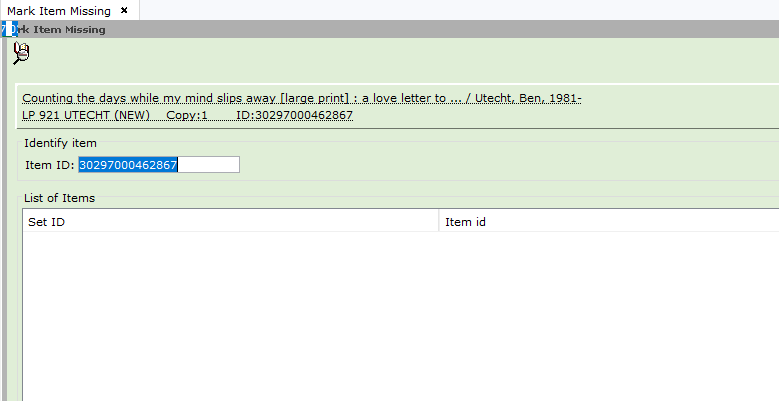 Mark Item Missing ×
rk Item Missing
Counting the days while my mind slips away [large print] : a love letter to ... / Utecht, Ben, 1981-
LP 921 UTECHT (NEW) Copy:1 ID:30297000462867
Identify item
Item ID: 30297000462867
List of Items
Set ID Item id